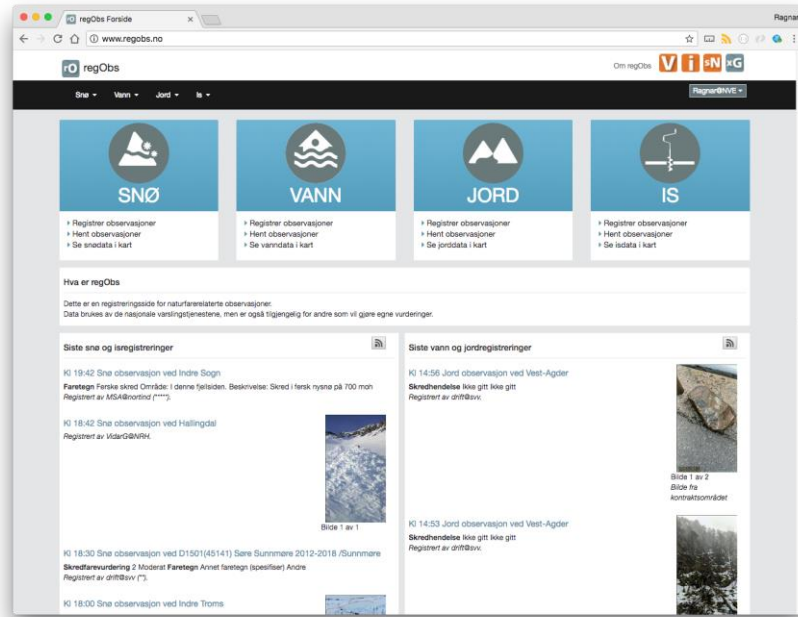 regObs Forside
Ragnar
www.regobs.no
rO regObs
Om regObs V i sN xG
Snø Vann Jord Is
Ragnar@NVE
SNØ
VANN
JORD
IS
Registrer observasjoner
Hent observasjoner
Se snødata i kart
Registrer observasjoner
Hent observasjoner
Se vanndata i kart
Registrer observasjoner
Hent observasjoner
Se jorddata i kart
Registrer observasjoner
Hent observasjoner
Se isdata i kart
Hva er regObs
Dette er en registreringsside for naturfarerelaterte observasjoner.
Data brukes av de nasjonale varslingstjenestene, men er også tilgjengelig for andre som vil gjøre egne vurderinger.
Siste snø og isregistreringer
Kl 19:42 Snø observasjon ved Indre Sogn
Faretegn Ferske skred Område: I denne fjellsiden. Beskrivelse: Skred i fersk nysnø på 700 moh
Registrert av MSA@nortind (*****).
Kl 18:42 Snø observasjon ved Hallingdal
Registrert av VidarG@NRH.
Bilde 1 av 1
Kl 18:30 Snø observasjon ved D1501(45141) Søre Sunnmøre 2012-2018 /Sunnmøre
Skredfarevurdering 2 Moderat Faretegn Annet faretegn (spesifiser) Andre
Registrert av drift@svv (**).
Kl 18:00 Snø observasjon ved Indre Troms
Siste vann og jordregistreringer
Kl 14:56 Jord observasjon ved Vest-Agder
Skredhendelse Ikke gitt Ikke gitt
Registrert av drift@svv.
Bilde 1 av 2
Bilde fra
kontraktsområdet
Kl 14:53 Jord observasjon ved Vest-Agder
Skredhendelse Ikke gitt Ikke gitt
Registrert av drift@svv.